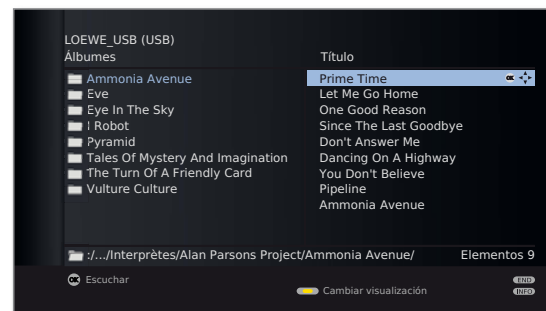 LOEWE_USB (USB)
Álbumes
Título
Ammonia Avenue
Eve
Eye In The Sky
I Robot
Pyramid
Tales Of Mystery And Imagination
The Turn Of A Friendly Card
Vulture Culture
Prime Time OK
Let Me Go Home
One Good Reason
Since The Last Goodbye
Don't Answer Me
Dancing On A Highway
You Don't Believe
Pipeline
Ammonia Avenue
:/.../Interprètes/Alan Parsons Project/Ammonia Avenue/ Elementos 9
OK Escuchar
END
Cambiar visualización
INFO